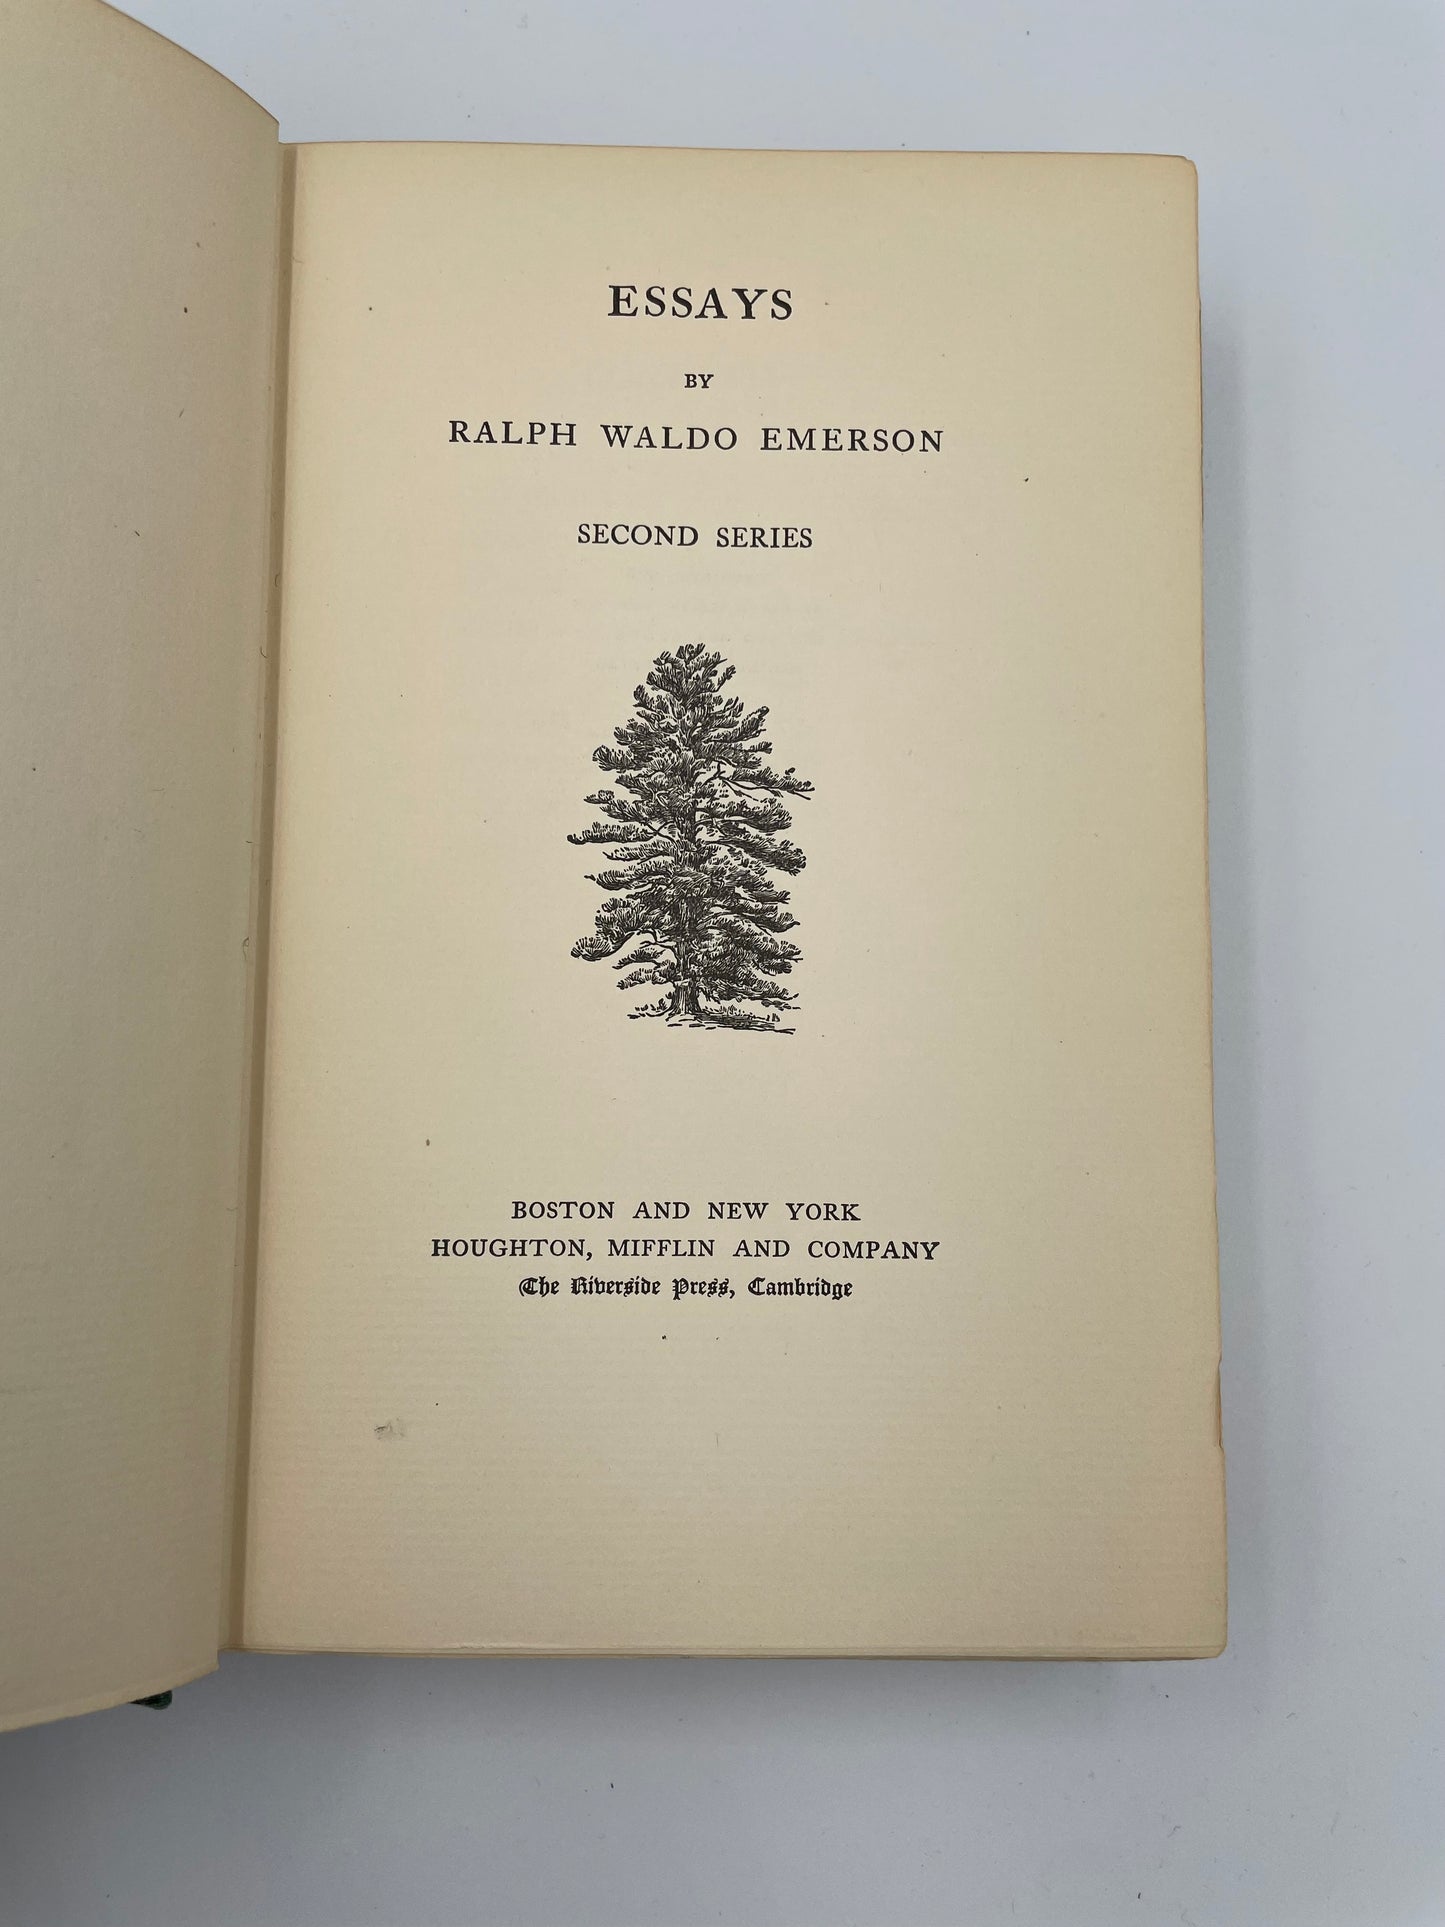 ESSAYS
BY
RALPH WALDO EMERSON
SECOND SERIES
BOSTON AND NEW YORK
HOUGHTON, MIFFLIN AND COMPANY
The Riverside Press, Cambridge